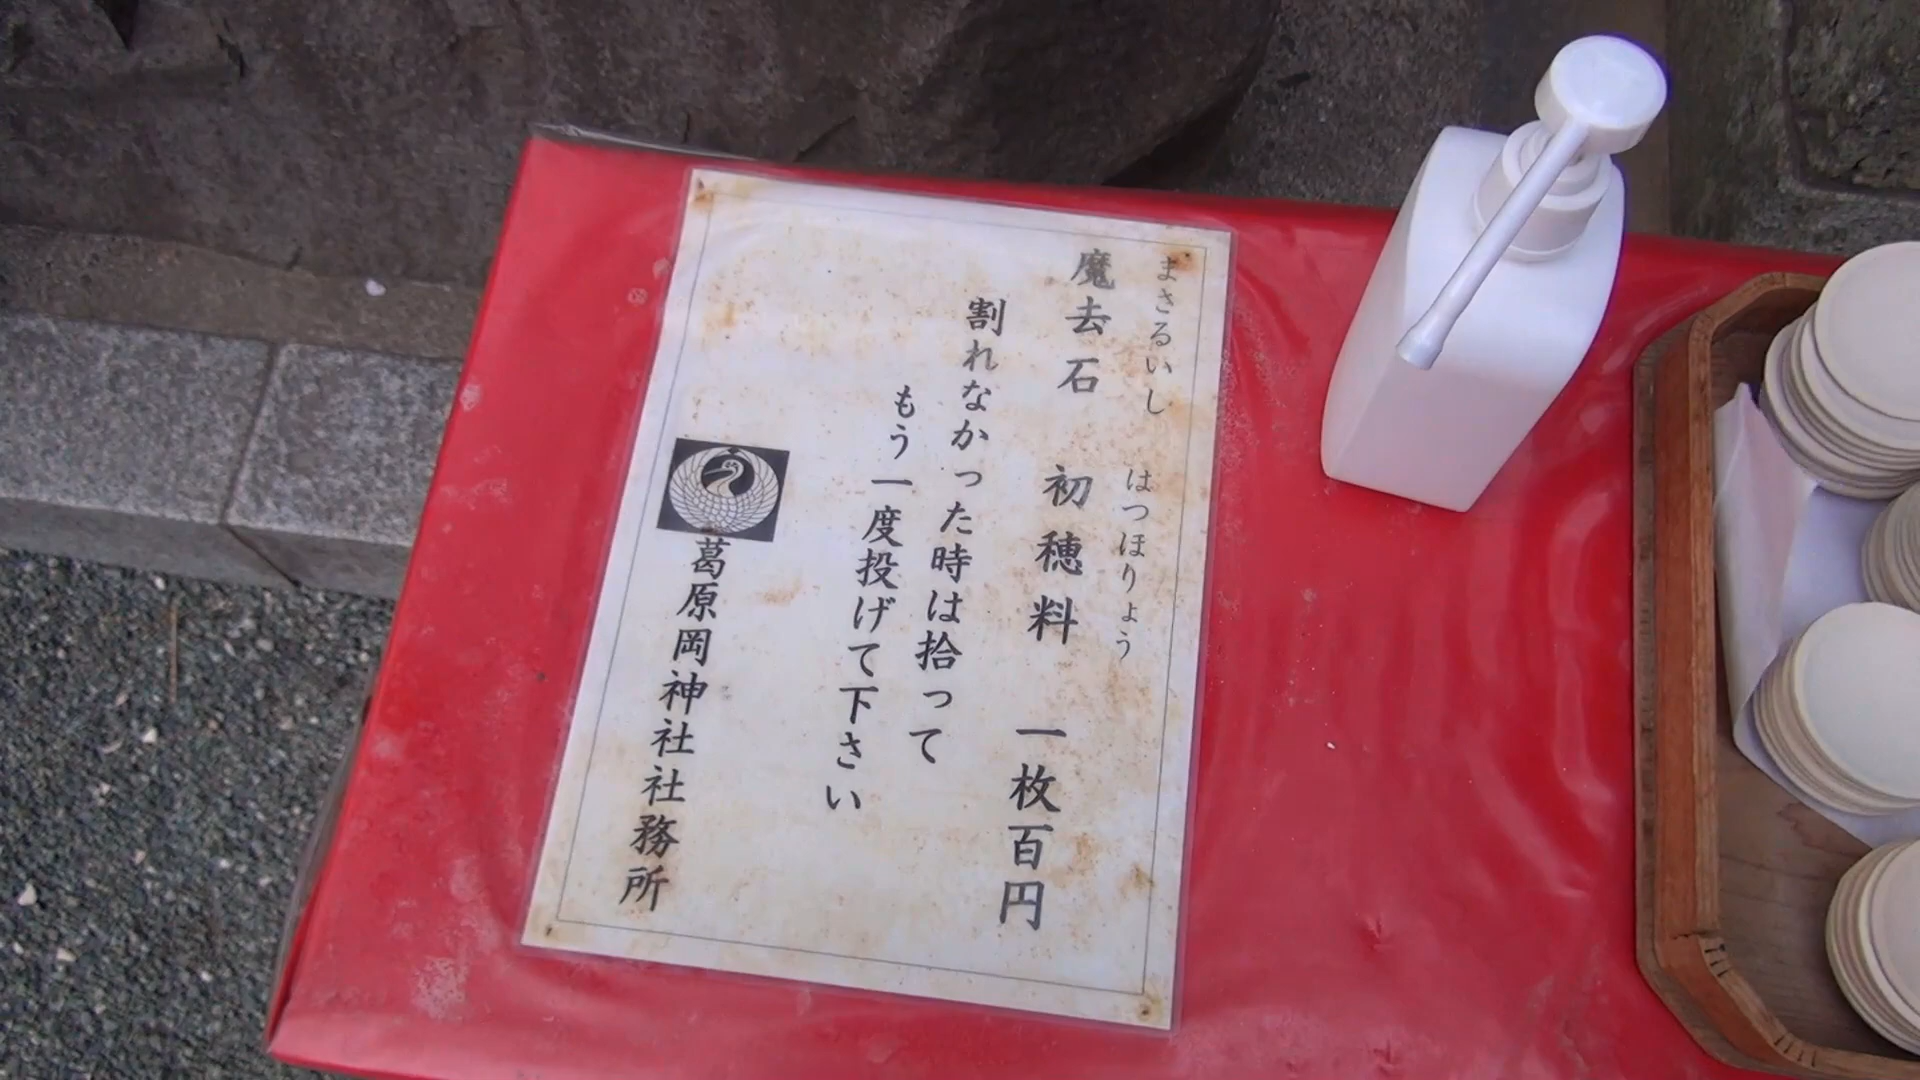 まさるいし はつほりょう
魔去石 初穂料 一枚百円
割れなかった時は拾って
もう一度投げて下さい
葛原岡神社社務所